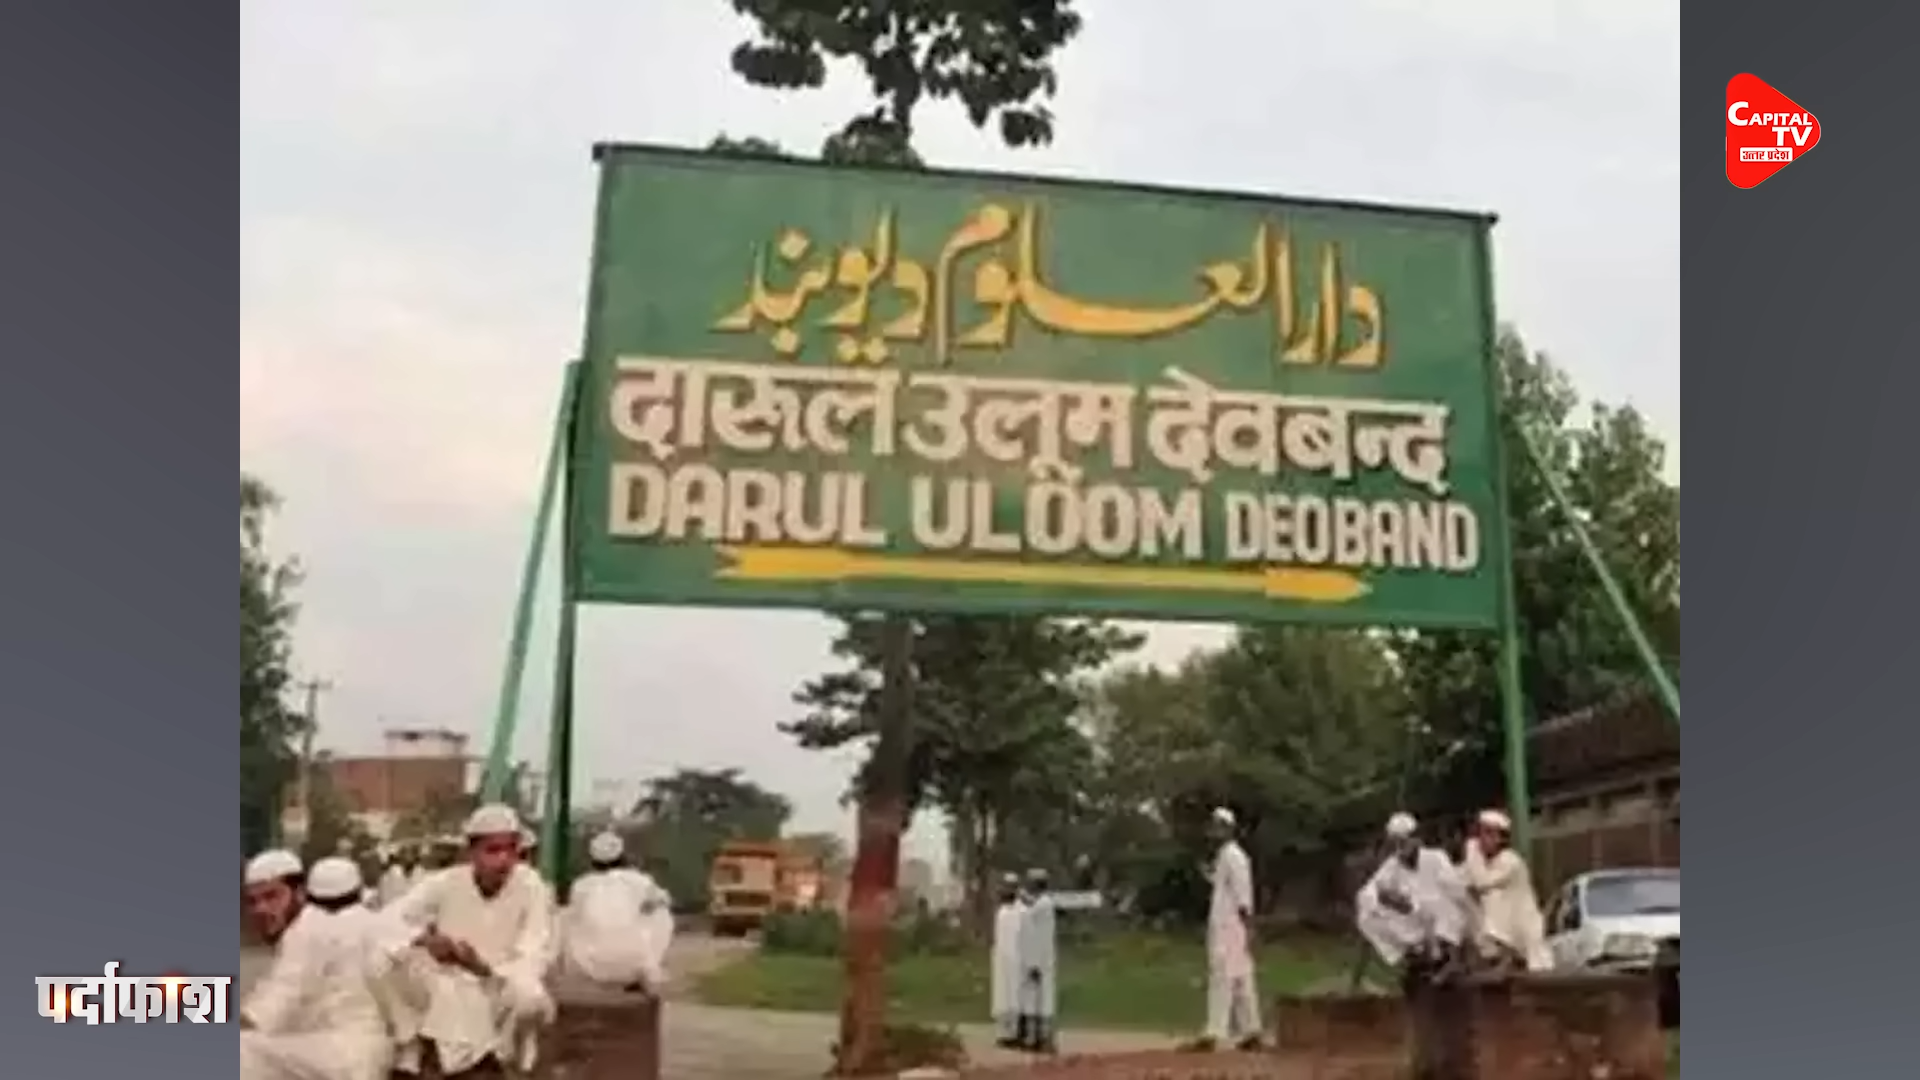 دارالعلوم دیوبند
दारूल उलूम देवबन्द
DARUL ULOOM DEOBAND
CAPITAL
TV
उत्तर प्रदेश
पर्दाफाश